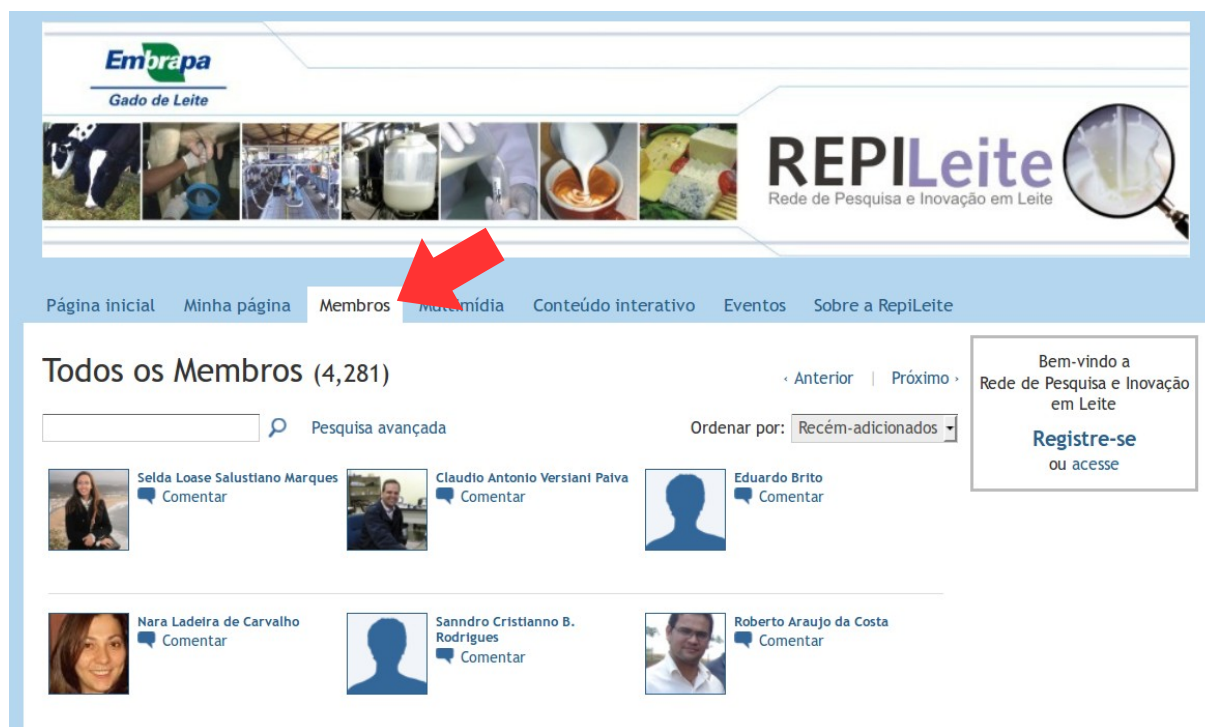 Embrapa
Gado de Leite
REPILeite
Rede de Pesquisa e Inovação em Leite
Página inicial Minha página Membros Multimídia Conteúdo interativo Eventos Sobre a RepiLeite
Todos os Membros (4,281)
‹ Anterior | Próximo ›
Pesquisa avançada
Ordenar por: Recém-adicionados
Selda Loase Salustiano Marques
Comentar
Claudio Antonio Versiani Paiva
Comentar
Eduardo Brito
Comentar
Nara Ladeira de Carvalho
Comentar
Sanndro Cristianno B.
Rodrigues
Comentar
Roberto Araujo da Costa
Comentar
Bem-vindo a
Rede de Pesquisa e Inovação
em Leite
Registre-se
ou acesse